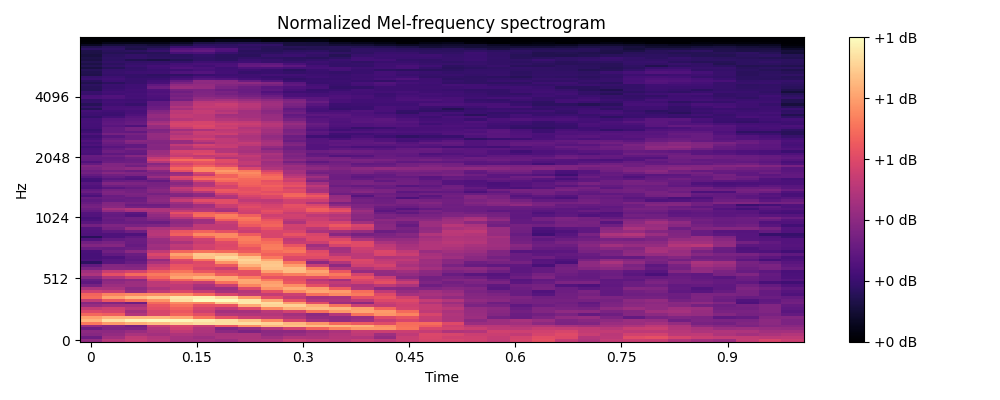 Normalized Mel-frequency spectrogram
Hz
4096
2048
1024
512
0
0 0.15 0.3 0.45 0.6 0.75 0.9
Time
+1 dB
+1 dB
+1 dB
+0 dB
+0 dB
+0 dB